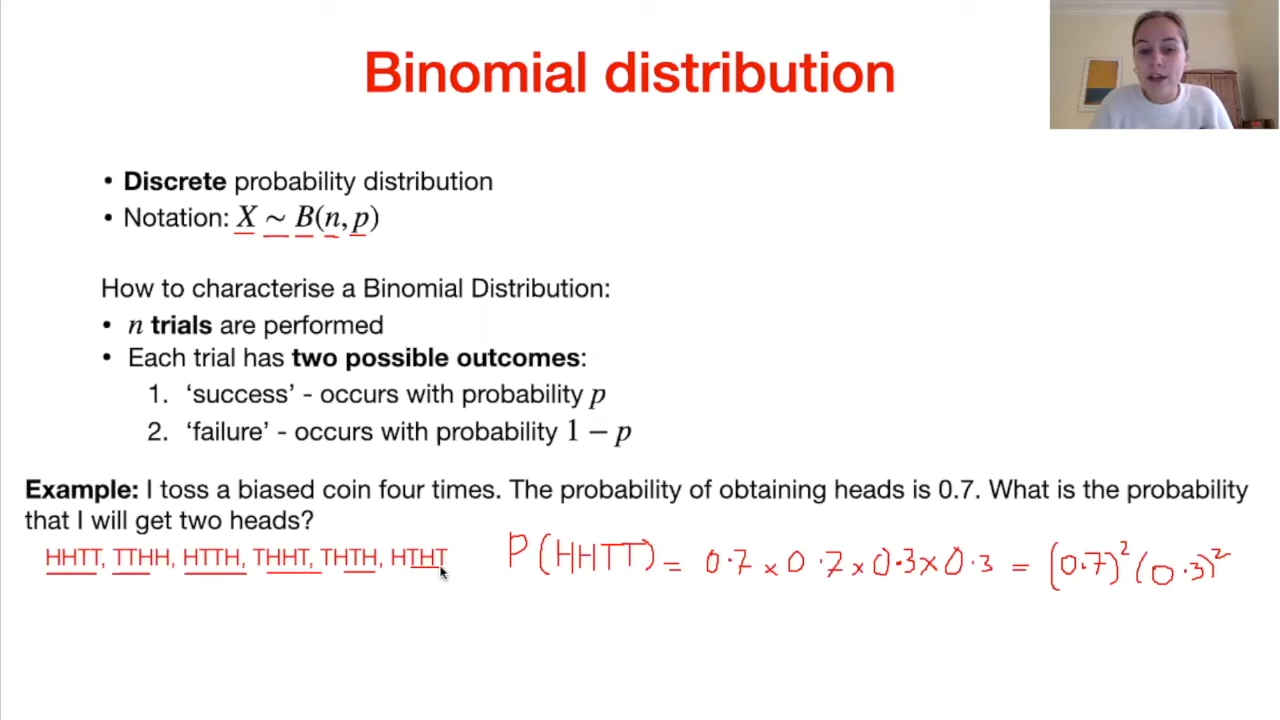 Binomial distribution
• Discrete probability distribution
• Notation: X ∼ B(n, p)
How to characterise a Binomial Distribution:
• n trials are performed
• Each trial has two possible outcomes:
1. ‘success’ - occurs with probability p
2. ‘failure’ - occurs with probability 1 − p
Example: I toss a biased coin four times. The probability of obtaining heads is 0.7. What is the probability
that I will get two heads?
HHTT, TTHH, HTTH, THHT, THTH, HTHT P(HHTT) = 0.7 × 0.7 × 0.3 × 0.3 = (0.7)² (0.3)²